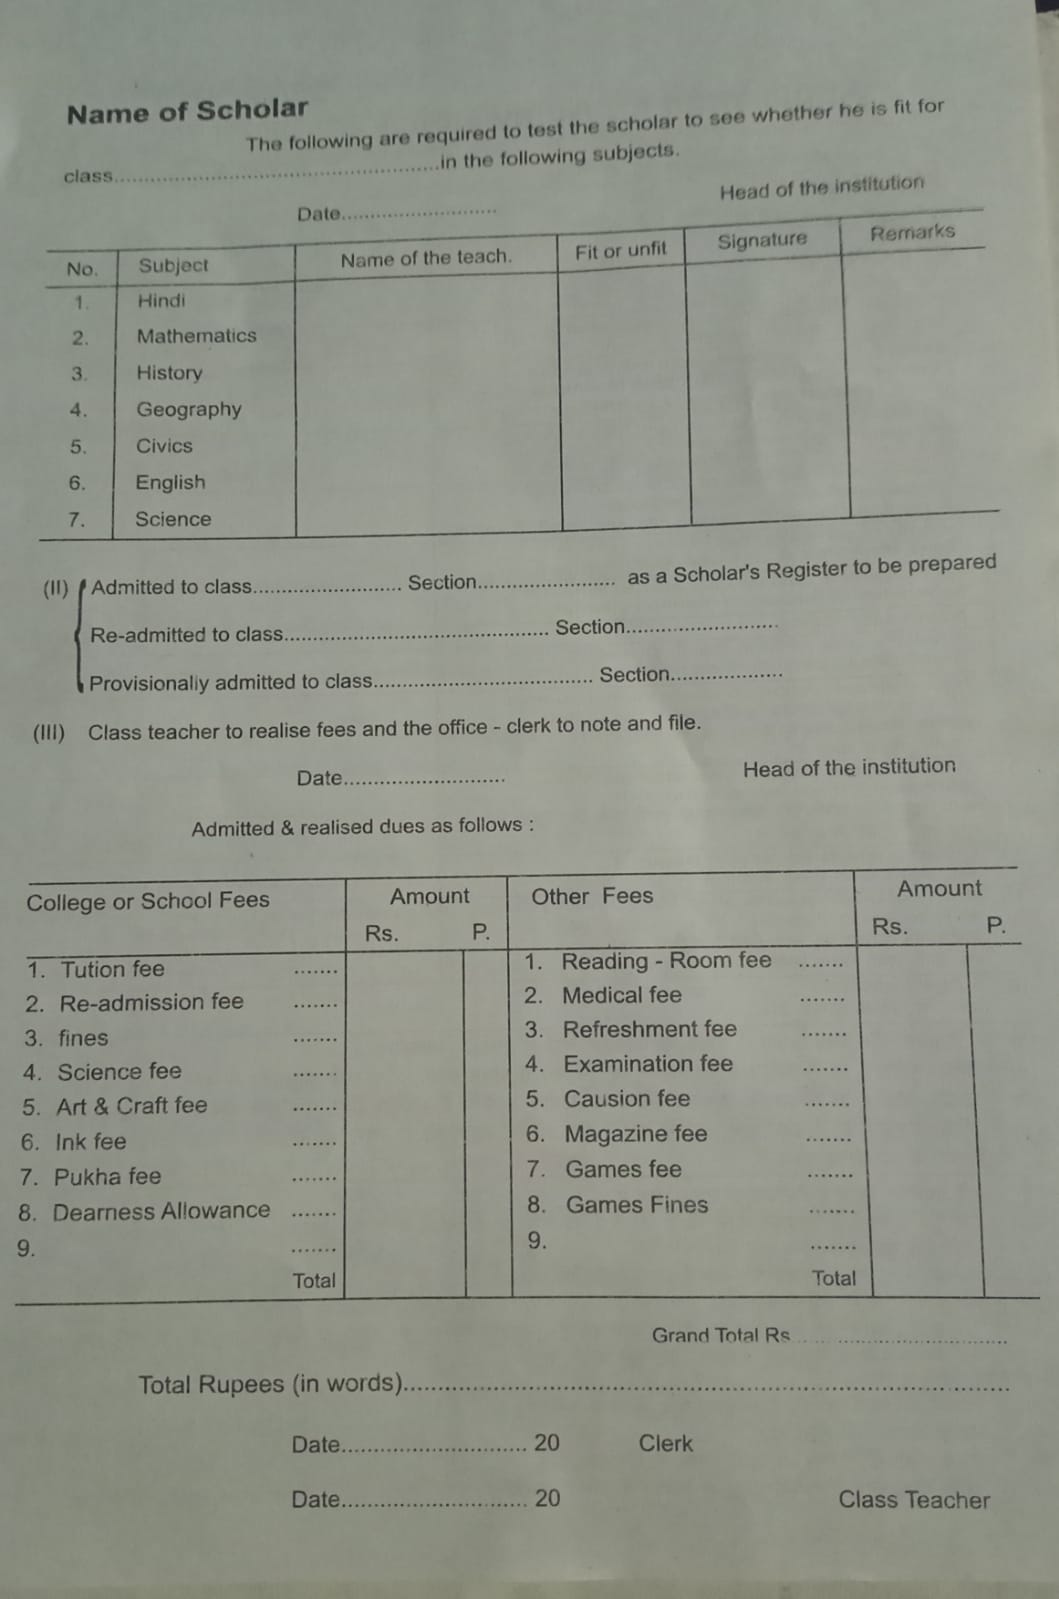 Name of Scholar
The following are required to test the scholar to see whether he is fit for
class........................................in the following subjects.
Head of the institution
Date..........................
No. Subject Name of the teach. Fit or unfit Signature Remarks
1. Hindi
2. Mathematics
3. History
4. Geography
5. Civics
6. English
7. Science
(II) Admitted to class......................... Section....................... as a Scholar's Register to be prepared
Re-admitted to class............................................ Section.........................
Provisionally admitted to class..................................... Section...................
(III) Class teacher to realise fees and the office - clerk to note and file.
Date........................... Head of the institution
Admitted & realised dues as follows :
College or School Fees Amount Other Fees Amount
Rs. P. Rs. P.
1. Tution fee ....... 1. Reading - Room fee .......
2. Re-admission fee ....... 2. Medical fee .......
3. fines ....... 3. Refreshment fee .......
4. Science fee ....... 4. Examination fee .......
5. Art & Craft fee ....... 5. Causion fee .......
6. Ink fee ....... 6. Magazine fee .......
7. Pukha fee ....... 7. Games fee .......
8. Dearness Allowance ....... 8. Games Fines .......
9. ....... 9. .......
Total Total
Grand Total Rs.................................
Total Rupees (in words)..........................................................................
Date............................. 20 Clerk
Date............................. 20 Class Teacher